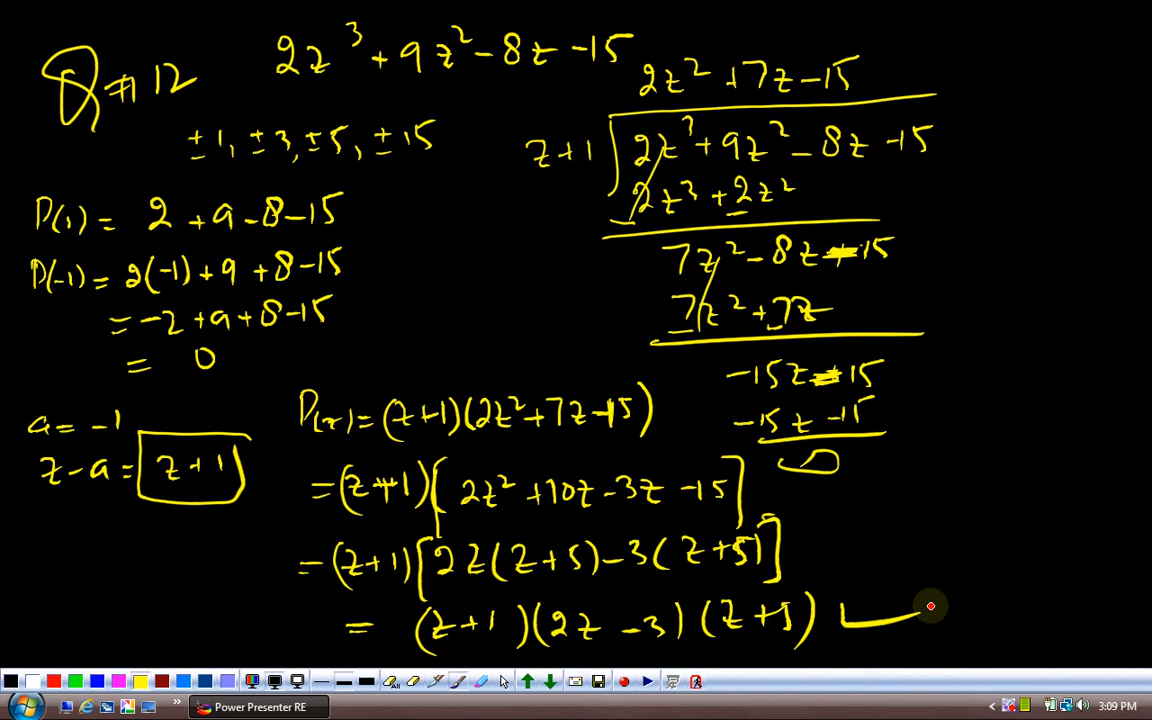 Q # 12
2z³ + 9z² - 8z - 15
± 1, ± 3, ± 5, ± 15
P(1) = 2 + 9 - 8 - 15
P(-1) = 2(-1) + 9 + 8 - 15
= -2 + 9 + 8 - 15
= 0
a = -1
z - a = z + 1
2z² + 7z - 15
z + 1
2z³ + 9z² - 8z - 15
2z³ + 2z²
7z² - 8z - 15
7z² + 7z
-15z - 15
-15z - 15
0
P(x) = (z+1)(2z² + 7z - 15)
= (z+1)[2z² + 10z - 3z - 15]
= (z+1)[2z(z+5) - 3(z+5)]
= (z+1)(2z - 3)(z+5)
Power Presenter RE
3:09 PM